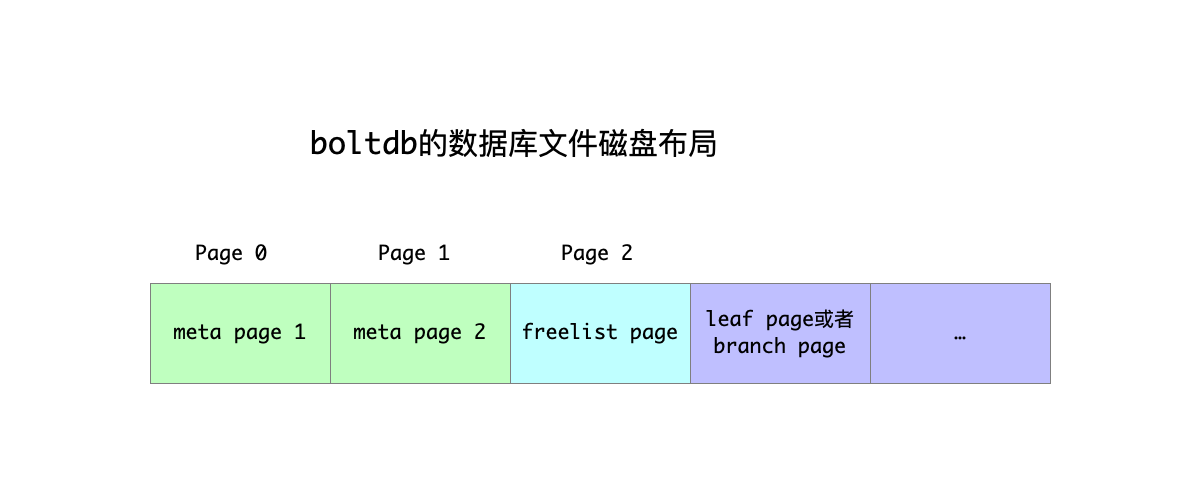 boltdb的数据库文件磁盘布局
Page 0
Page 1
Page 2
meta page 1
meta page 2
freelist page
leaf page或者
branch page
…